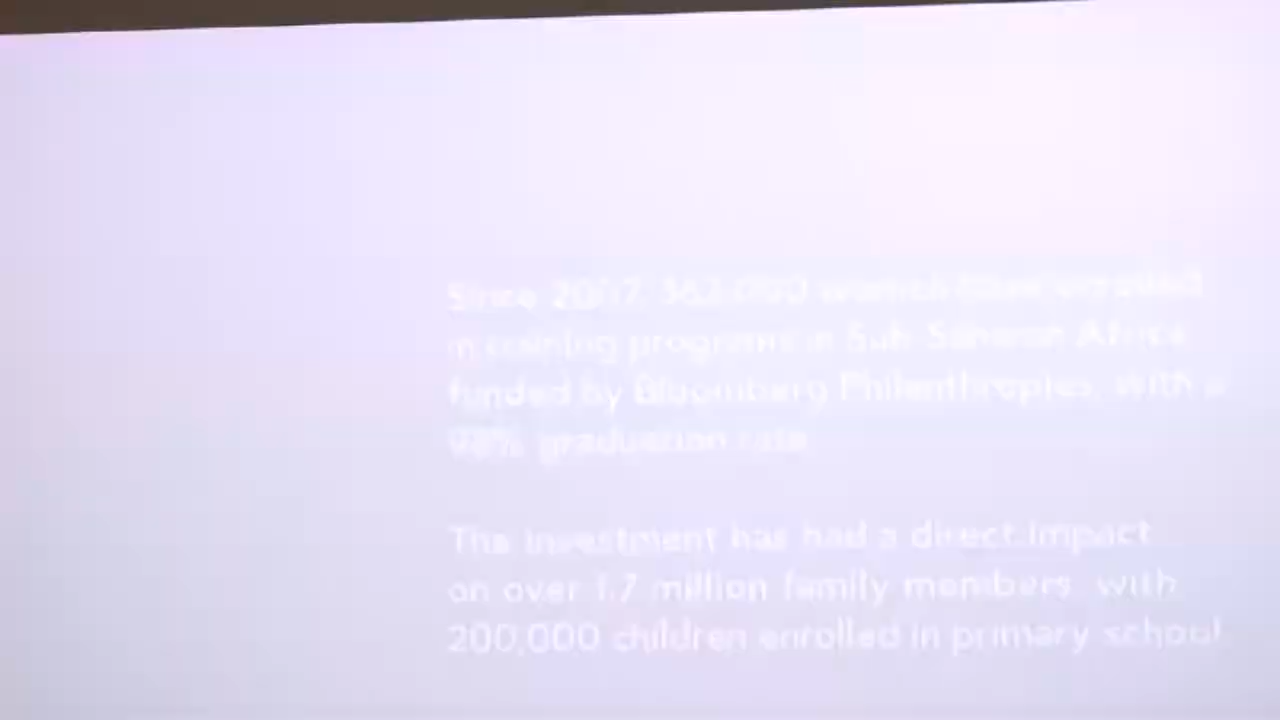 Since 2007, women have enrolled
in training programs in Sub-Saharan Africa
funded by Bloomberg Philanthropies, with a
98% graduation rate
The investment has had a direct impact
on over 1.7 million family members, with
200,000 children enrolled in primary school